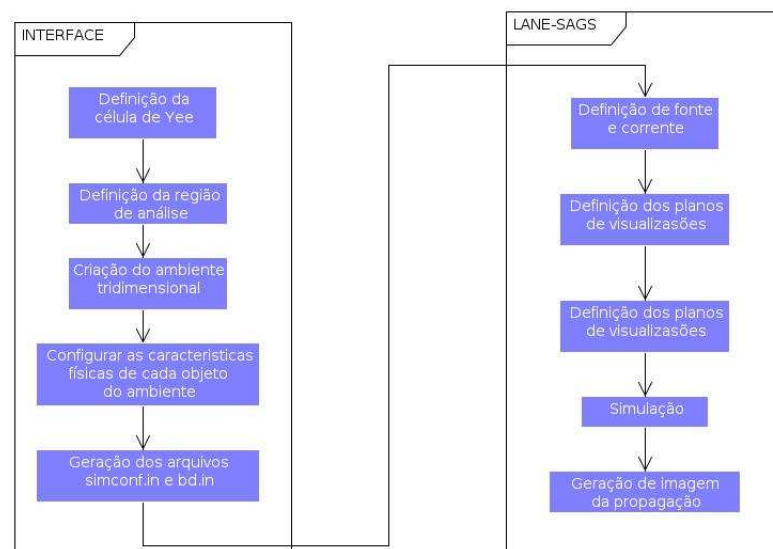 INTERFACE
Definição da
célula de Yee
Definição da região
de análise
Criação do ambiente
tridimensional
Configurar as caracteristicas
físicas de cada objeto
do ambiente
Geração dos arquivos
simconf.in e bd.in
LANE-SAGS
Definição de fonte
e corrente
Definição dos planos
de visualizasões
Definição dos planos
de visualizasões
Simulação
Geração de imagem
da propagação